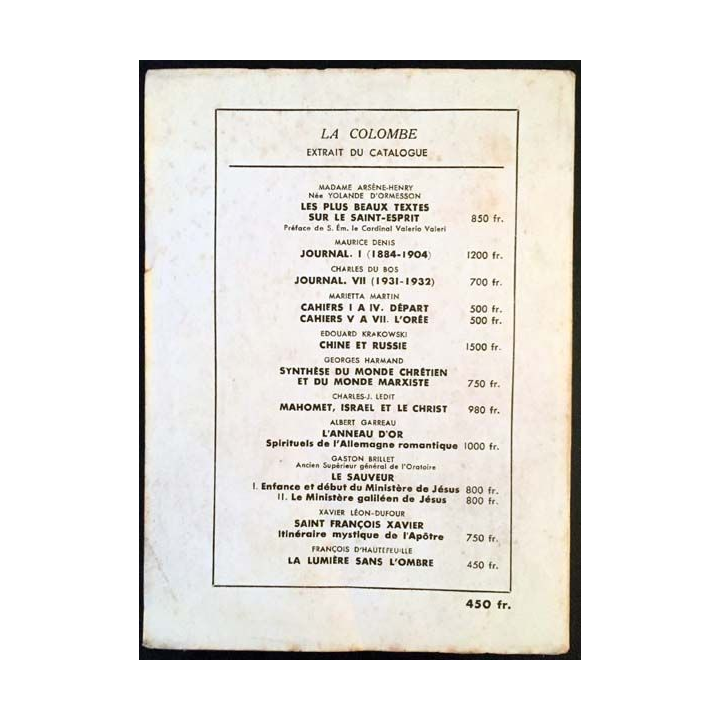 LA COLOMBE
EXTRAIT DU CATALOGUE
MADAME ARSÈNE-HENRY
Née YOLANDE D'ORMESSON
LES PLUS BEAUX TEXTES
SUR LE SAINT-ESPRIT 850 fr.
Préface de S. Ém. le Cardinal Valerio Valeri
MAURICE DENIS
JOURNAL. I (1884-1904) 1200 fr.
CHARLES DU BOS
JOURNAL. VII (1931-1932) 700 fr.
MARIETTA MARTIN
CAHIERS I A IV. DÉPART 500 fr.
CAHIERS V A VII. L'ORÉE 500 fr.
EDOUARD KRAKOWSKI
CHINE ET RUSSIE 1500 fr.
GEORGES HARMAND
SYNTHÈSE DU MONDE CHRÉTIEN
ET DU MONDE MARXISTE 750 fr.
CHARLES-J. LEDIT
MAHOMET, ISRAEL ET LE CHRIST 980 fr.
ALBERT GARREAU
L'ANNEAU D'OR
Spirituels de l'Allemagne romantique 1000 fr.
GASTON BRILLET
Ancien Supérieur général de l'Oratoire
LE SAUVEUR
I. Enfance et début du Ministère de Jésus 800 fr.
II. Le Ministère galiléen de Jésus 800 fr.
XAVIER LÉON-DUFOUR
SAINT FRANÇOIS XAVIER
Itinéraire mystique de l'Apôtre 750 fr.
FRANÇOIS D'HAUTEFEUILLE
LA LUMIÈRE SANS L'OMBRE 450 fr.
450 fr.